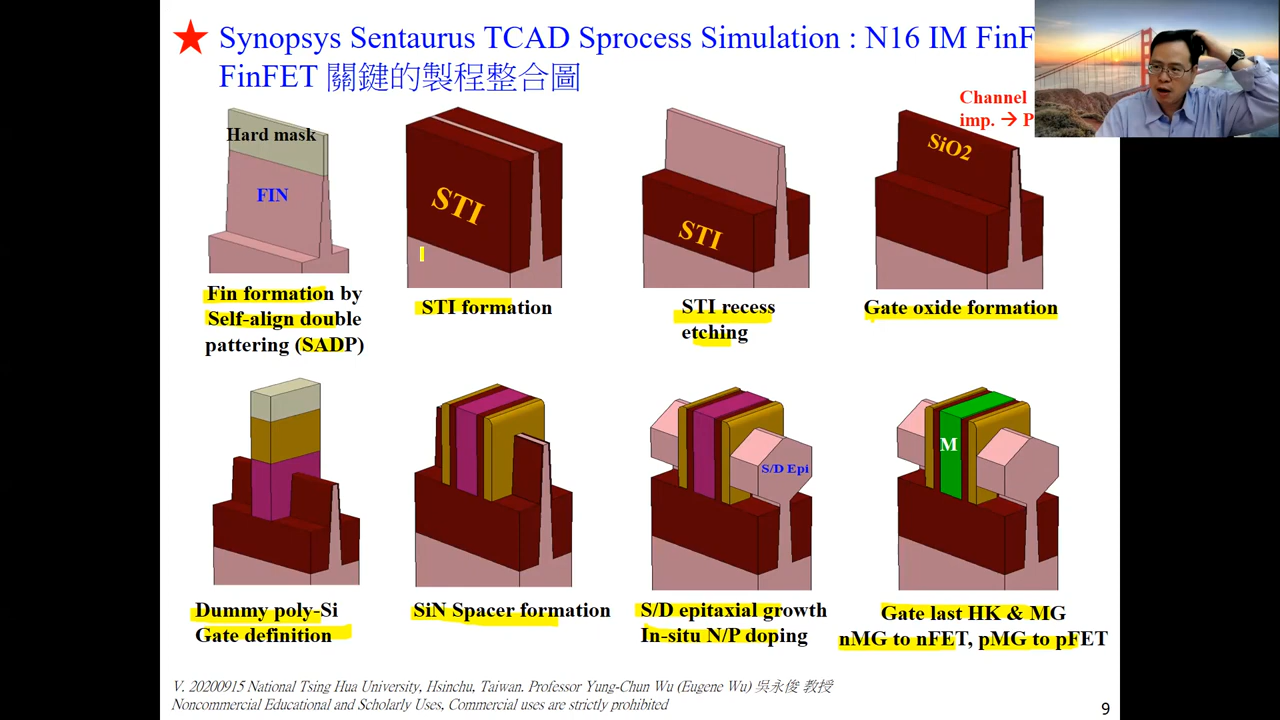 Synopsys Sentaurus TCAD Sprocess Simulation : N16 IM FinF
FinFET 關鍵的製程整合圖
Channel
imp. → P
Hard mask
FIN
STI
STI
SiO2
Fin formation by
Self-align double
pattering (SADP)
STI formation
STI recess
etching
Gate oxide formation
S/D Epi
M
Dummy poly-Si
Gate definition
SiN Spacer formation
S/D epitaxial growth
In-situ N/P doping
Gate last HK & MG
nMG to nFET, pMG to pFET
V. 20200915 National Tsing Hua University, Hsinchu, Taiwan. Professor Yung-Chun Wu (Eugene Wu) 吳永俊 教授
Noncommercial Educational and Scholarly Uses, Commercial uses are strictly prohibited
9